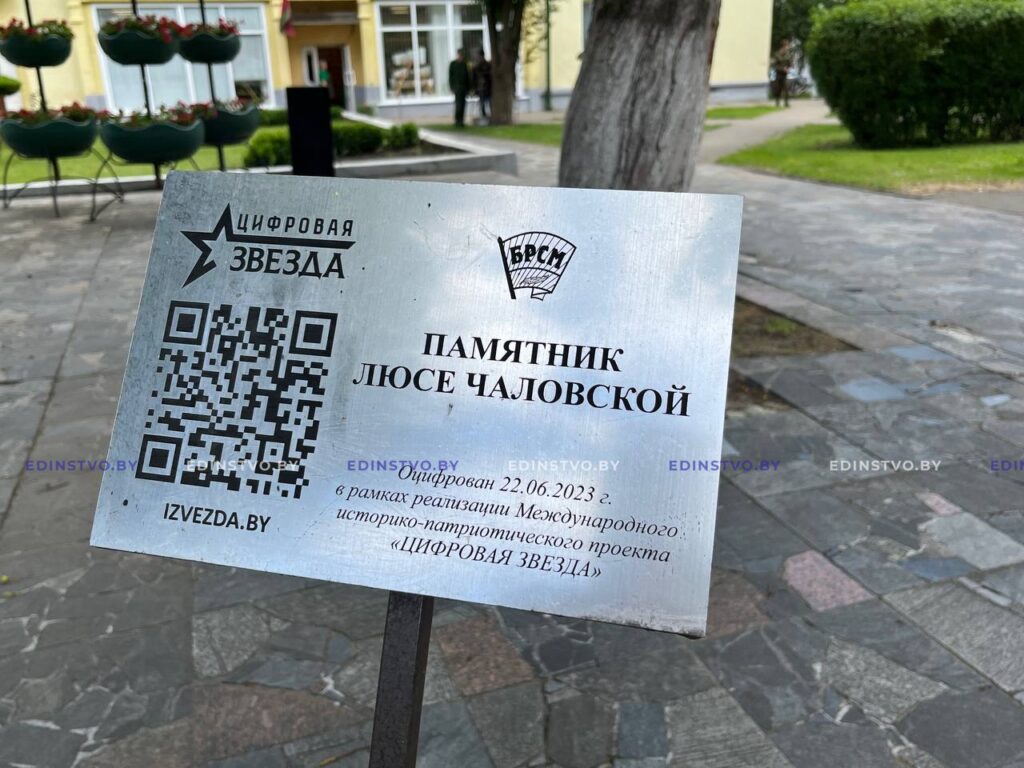 ЦИФРОВАЯ
ЗВЕЗДА
БРСМ
ПАМЯТНИК
ЛЮСЕ ЧАЛОВСКОЙ
EDINSTVO.BY EDINSTVO.BY EDINSTVO.BY EDINSTVO.BY EDINSTVO.BY EDINSTVO.BY
Оцифрован 22.06.2023 г.
в рамках реализации Международного
историко-патриотического проекта
«ЦИФРОВАЯ ЗВЕЗДА»
IZVEZDA.BY